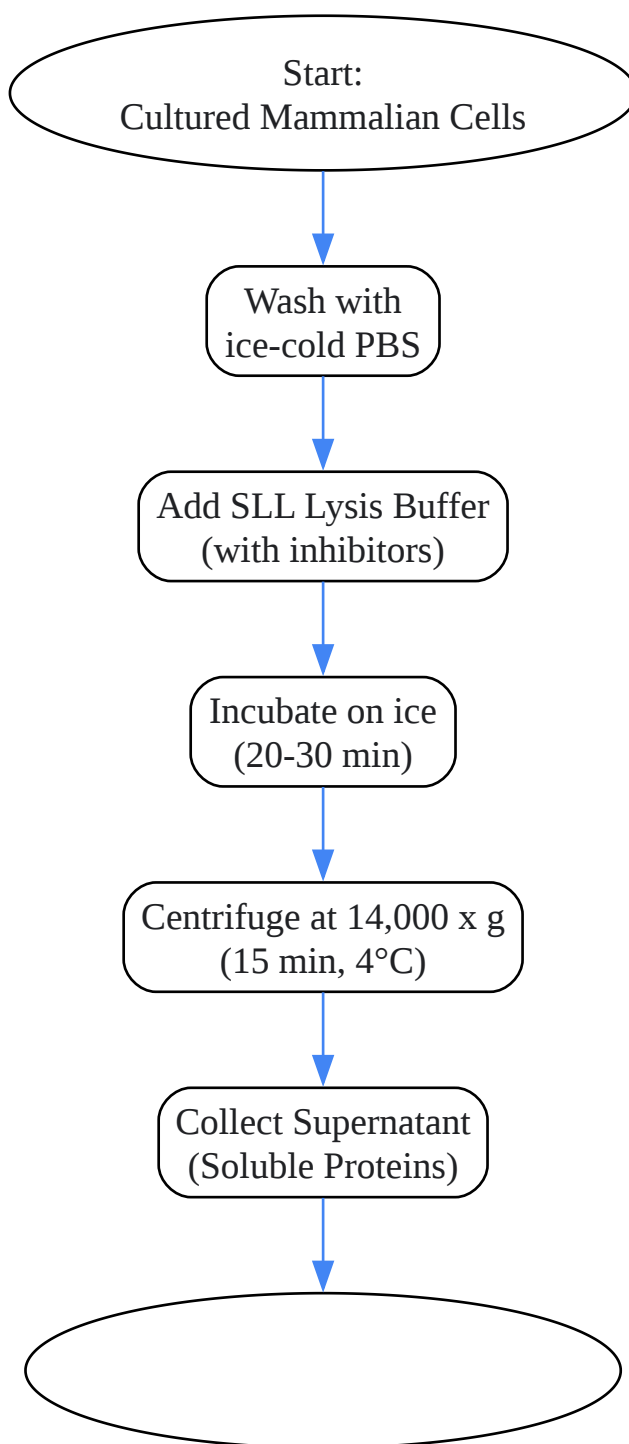 Start:
Cultured Mammalian Cells
Wash with
ice-cold PBS
Add SLL Lysis Buffer
(with inhibitors)
Incubate on ice
(20-30 min)
Centrifuge at 14,000 x g
(15 min, 4°C)
Collect Supernatant
(Soluble Proteins)